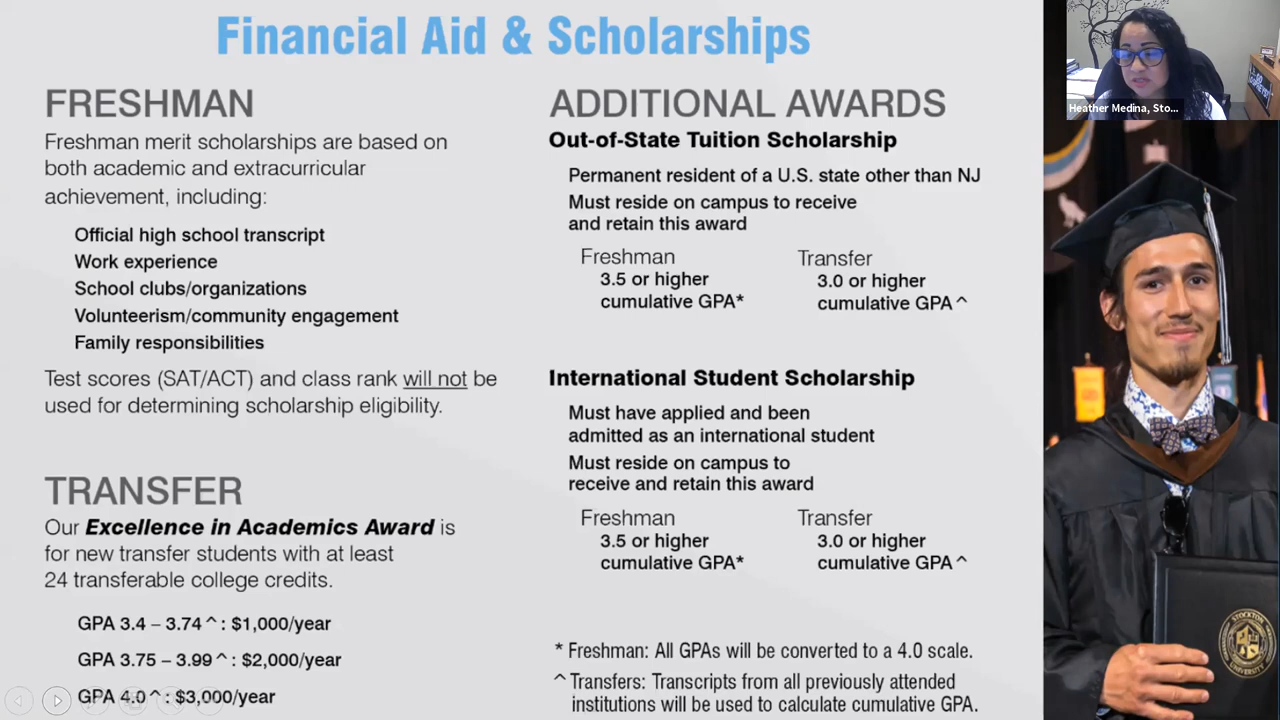 Financial Aid & Scholarships
FRESHMAN
Freshman merit scholarships are based on
both academic and extracurricular
achievement, including:
Official high school transcript
Work experience
School clubs/organizations
Volunteerism/community engagement
Family responsibilities
Test scores (SAT/ACT) and class rank will not be
used for determining scholarship eligibility.
TRANSFER
Our Excellence in Academics Award is
for new transfer students with at least
24 transferable college credits.
GPA 3.4 – 3.74 ^ : $1,000/year
GPA 3.75 – 3.99 ^ : $2,000/year
GPA 4.0 ^ : $3,000/year
ADDITIONAL AWARDS
Out-of-State Tuition Scholarship
Permanent resident of a U.S. state other than NJ
Must reside on campus to receive
and retain this award
Freshman
3.5 or higher
cumulative GPA*
Transfer
3.0 or higher
cumulative GPA ^
International Student Scholarship
Must have applied and been
admitted as an international student
Must reside on campus to
receive and retain this award
Freshman
3.5 or higher
cumulative GPA*
Transfer
3.0 or higher
cumulative GPA ^
* Freshman: All GPAs will be converted to a 4.0 scale.
^ Transfers: Transcripts from all previously attended
institutions will be used to calculate cumulative GPA.
Heather Medina, Sto...
STOCKTON
UNIVERSITY